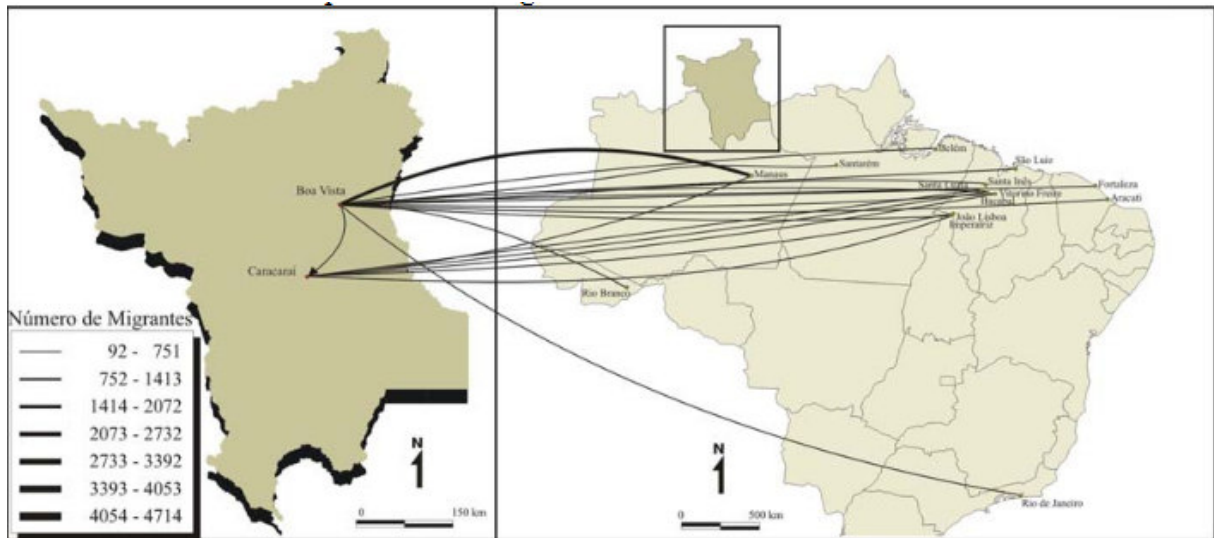 Boa Vista
Caracaraí
Número de Migrantes
92 - 751
752 - 1413
1414 - 2072
2073 - 2732
2733 - 3392
3393 - 4053
4054 - 4714
N
0 150 km
Belém
São Luiz
Santarém
Manaus
Santa Inês
Santa Luzia
Fortaleza
Vitorino Freire
Bacabal
Aracati
João Lisboa
Imperatriz
Rio Branco
N
0 500 km
Rio de Janeiro